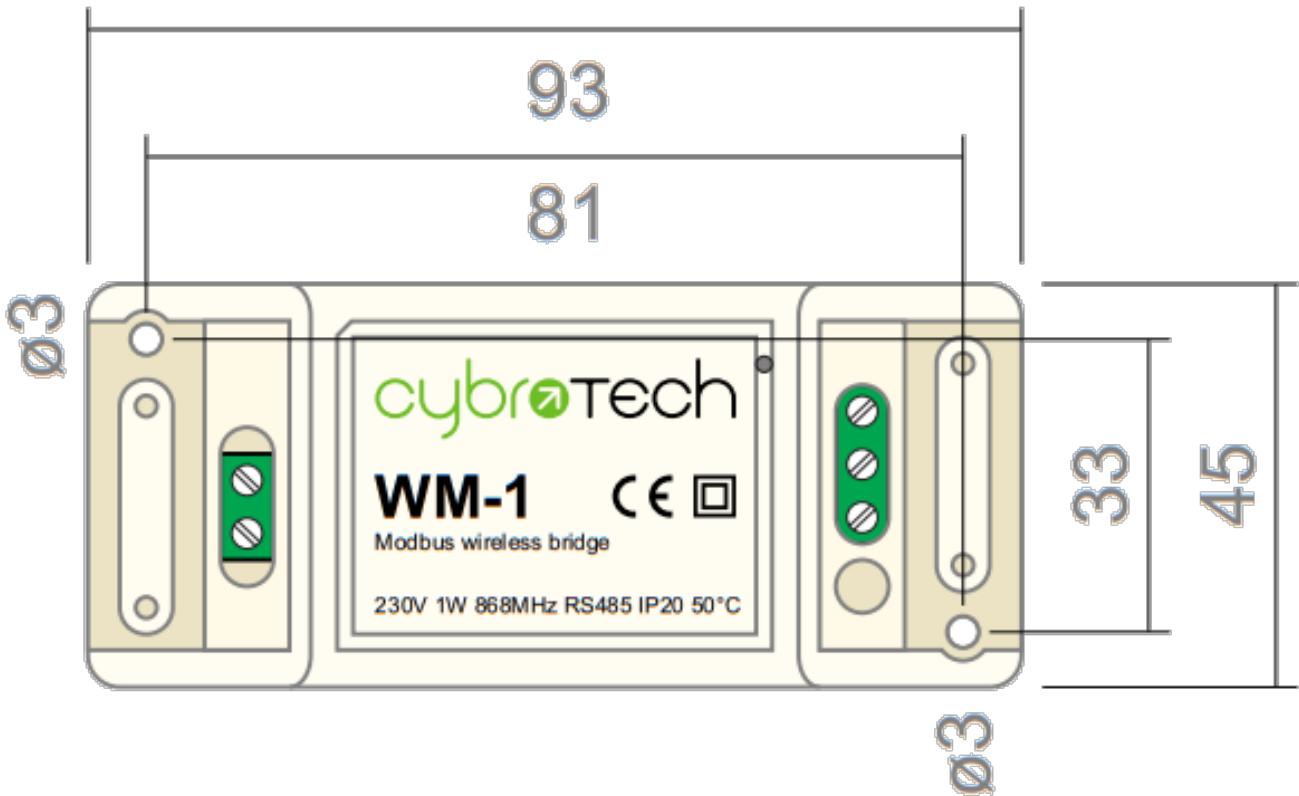 93
81
ø3
cybrotech
WM-1 CE
Modbus wireless bridge
230V 1W 868MHz RS485 IP20 50°C
33
45
ø3